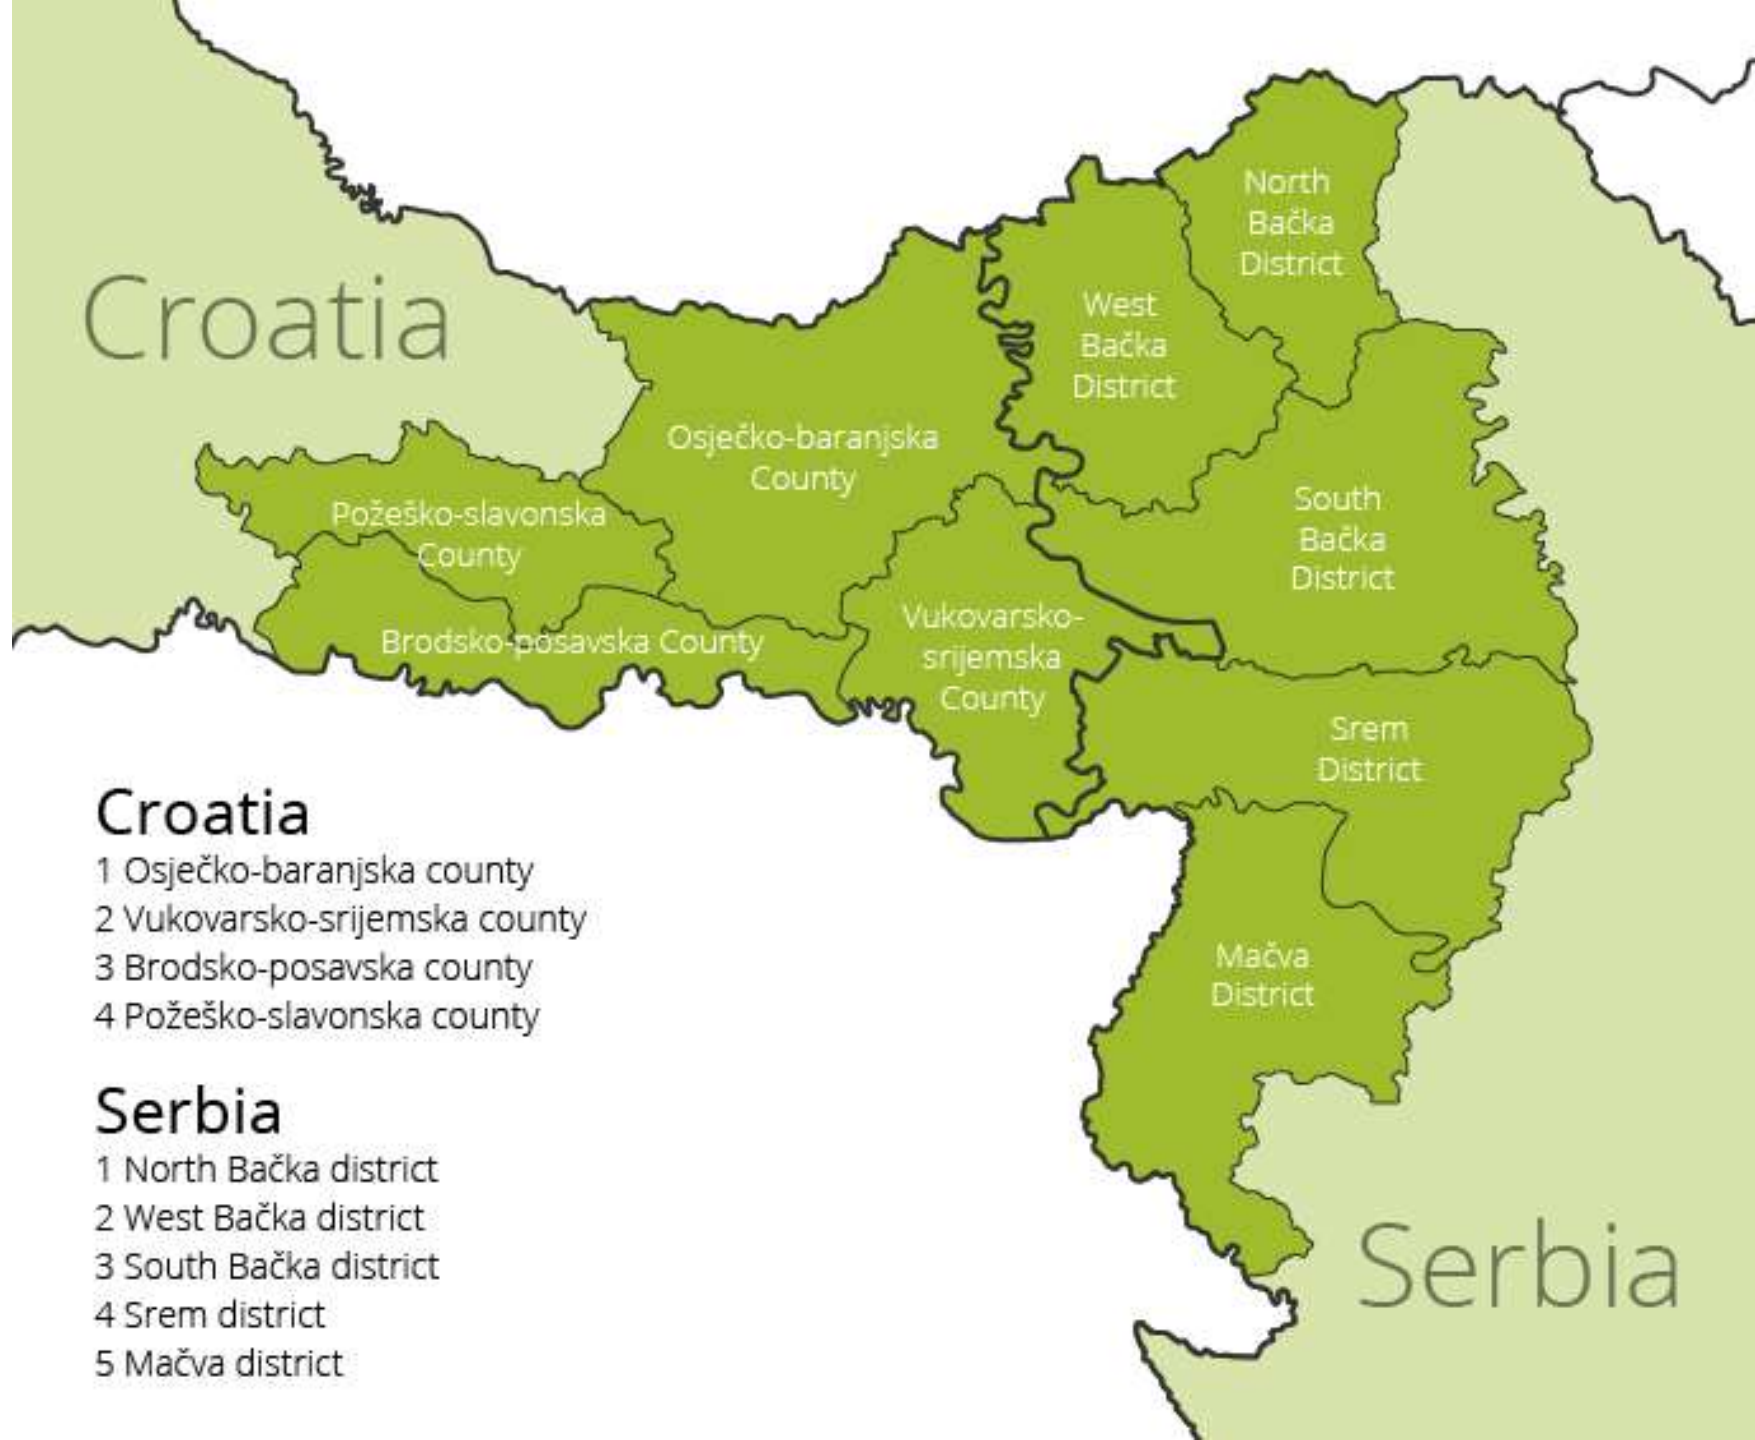 Croatia
North
Bačka
District
West
Bačka
District
Osječko-baranjska
County
Požeško-slavonska
County
South
Bačka
District
Vukovarsko-
srijemska
County
Brodsko-posavska County
Srem
District
Mačva
District
Serbia
Croatia
1 Osječko-baranjska county
2 Vukovarsko-srijemska county
3 Brodsko-posavska county
4 Požeško-slavonska county
Serbia
1 North Bačka district
2 West Bačka district
3 South Bačka district
4 Srem district
5 Mačva district